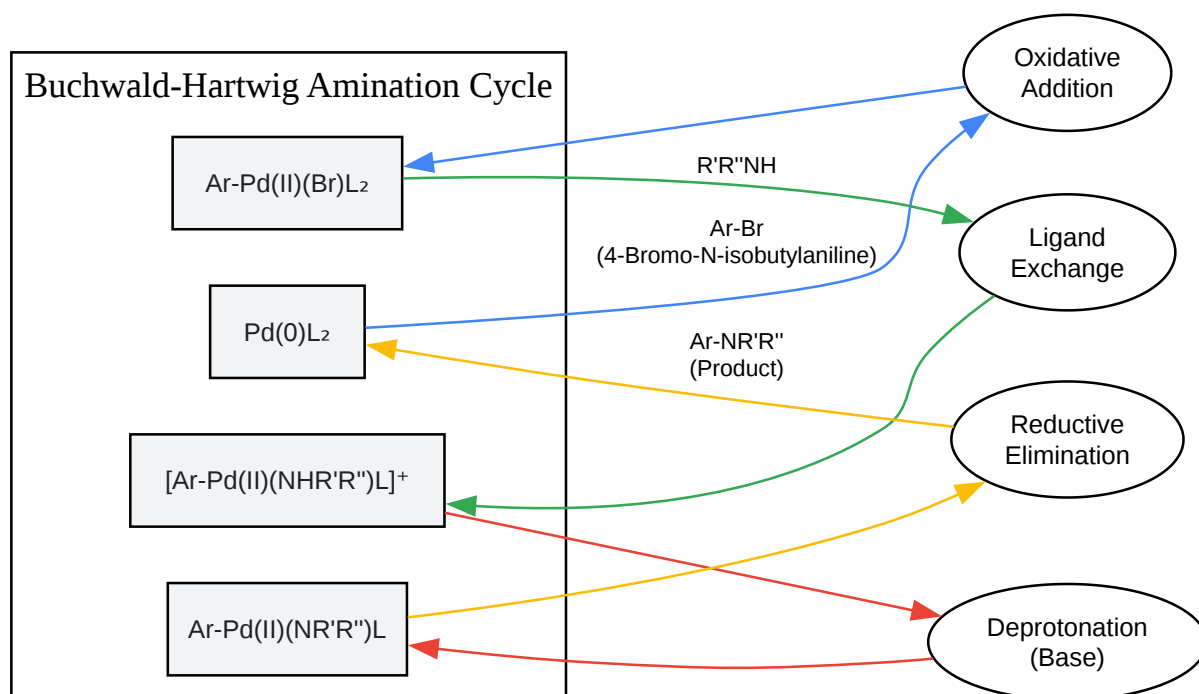 Buchwald-Hartwig Amination Cycle
Ar-Pd(II)(Br)L₂
Pd(0)L₂
[Ar-Pd(II)(NHR'R'')L]⁺
Ar-Pd(II)(NR'R'')L
R'R''NH
Ar-Br
(4-Bromo-N-isobutylaniline)
Ar-NR'R''
(Product)
Oxidative
Addition
Ligand
Exchange
Reductive
Elimination
Deprotonation
(Base)